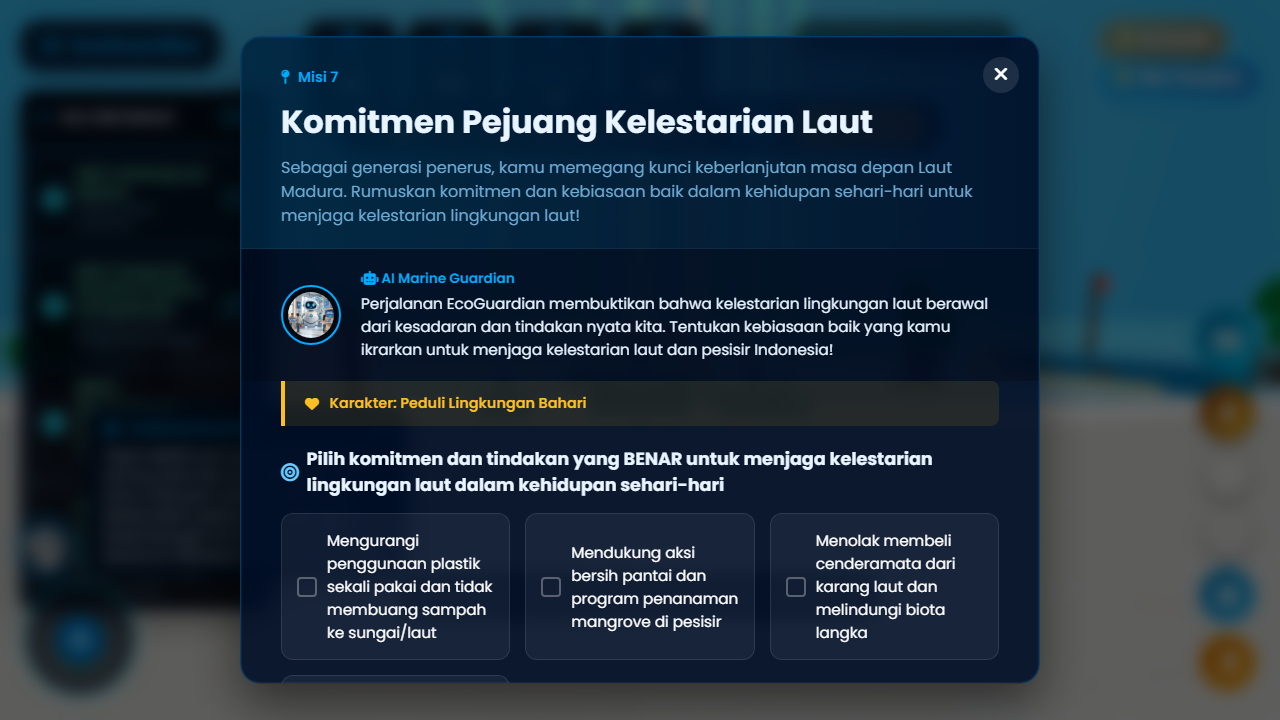 Misi 7
Komitmen Pejuang Kelestarian Laut
Sebagai generasi penerus, kamu memegang kunci keberlanjutan masa depan Laut
Madura. Rumuskan komitmen dan kebiasaan baik dalam kehidupan sehari-hari untuk
menjaga kelestarian lingkungan laut!
AI Marine Guardian
Perjalanan EcoGuardian membuktikan bahwa kelestarian lingkungan laut berawal
dari kesadaran dan tindakan nyata kita. Tentukan kebiasaan baik yang kamu
ikrarkan untuk menjaga kelestarian laut dan pesisir Indonesia!
Karakter: Peduli Lingkungan Bahari
Pilih komitmen dan tindakan yang BENAR untuk menjaga kelestarian
lingkungan laut dalam kehidupan sehari-hari
Mengurangi
penggunaan plastik
sekali pakai dan tidak
membuang sampah
ke sungai/laut
Mendukung aksi
bersih pantai dan
program penanaman
mangrove di pesisir
Menolak membeli
cenderamata dari
karang laut dan
melindungi biota
langka